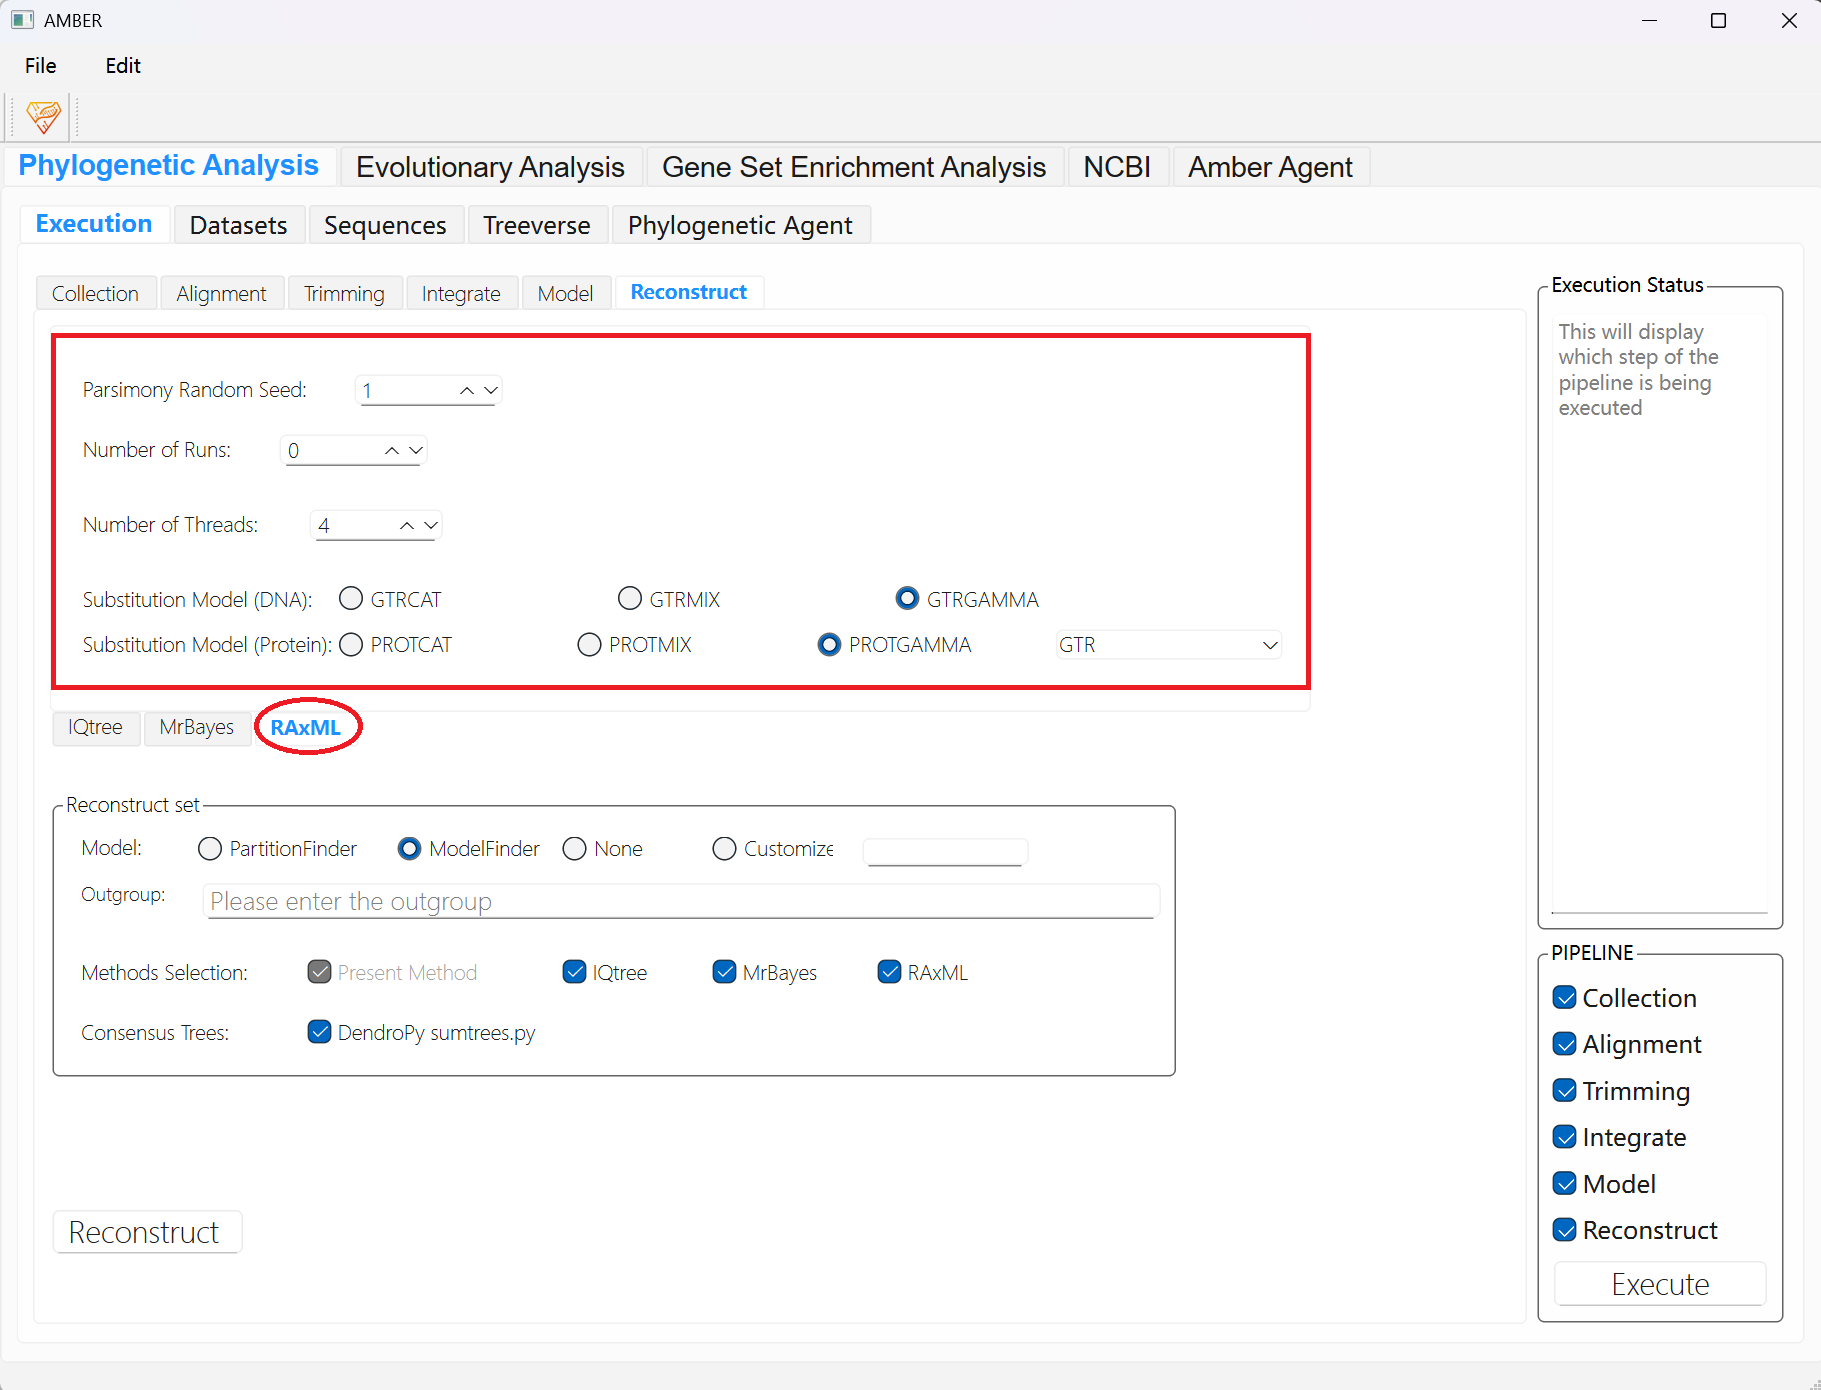 AMBER
File Edit
Phylogenetic Analysis Evolutionary Analysis Gene Set Enrichment Analysis NCBI Amber Agent
Execution Datasets Sequences Treeverse Phylogenetic Agent
Collection Alignment Trimming Integrate Model Reconstruct
Parsimony Random Seed: 1
Number of Runs: 0
Number of Threads: 4
Substitution Model (DNA): GTRCAT GTRMIX GTRGAMMA
Substitution Model (Protein): PROTCAT PROTMIX PROTGAMMA GTR
IQtree MrBayes RAxML
Reconstruct set
Model: PartitionFinder ModelFinder None Customize
Outgroup: Please enter the outgroup
Methods Selection: Present Method IQtree MrBayes RAxML
Consensus Trees: DendroPy sumtrees.py
Reconstruct
Execution Status
This will display
which step of the
pipeline is being
executed
PIPELINE
Collection
Alignment
Trimming
Integrate
Model
Reconstruct
Execute